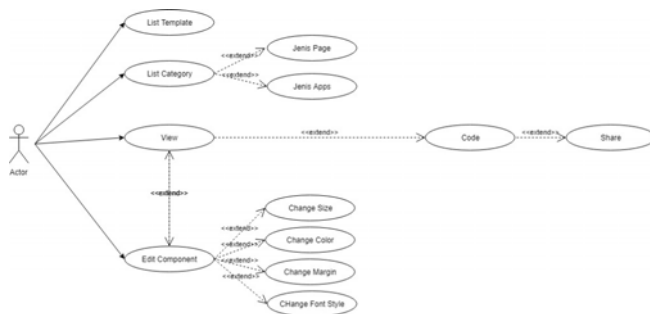 List Template
List Category
<<extend>>
<<extend>>
Jenis Page
Jenis Apps
Actor
View
<<extend>>
Code
<<extend>>
Share
<<extend>>
Edit Component
<<extend>>
<<extend>>
<<extend>>
<<extend>>
Change Size
Change Color
Change Margin
CHange Font Style